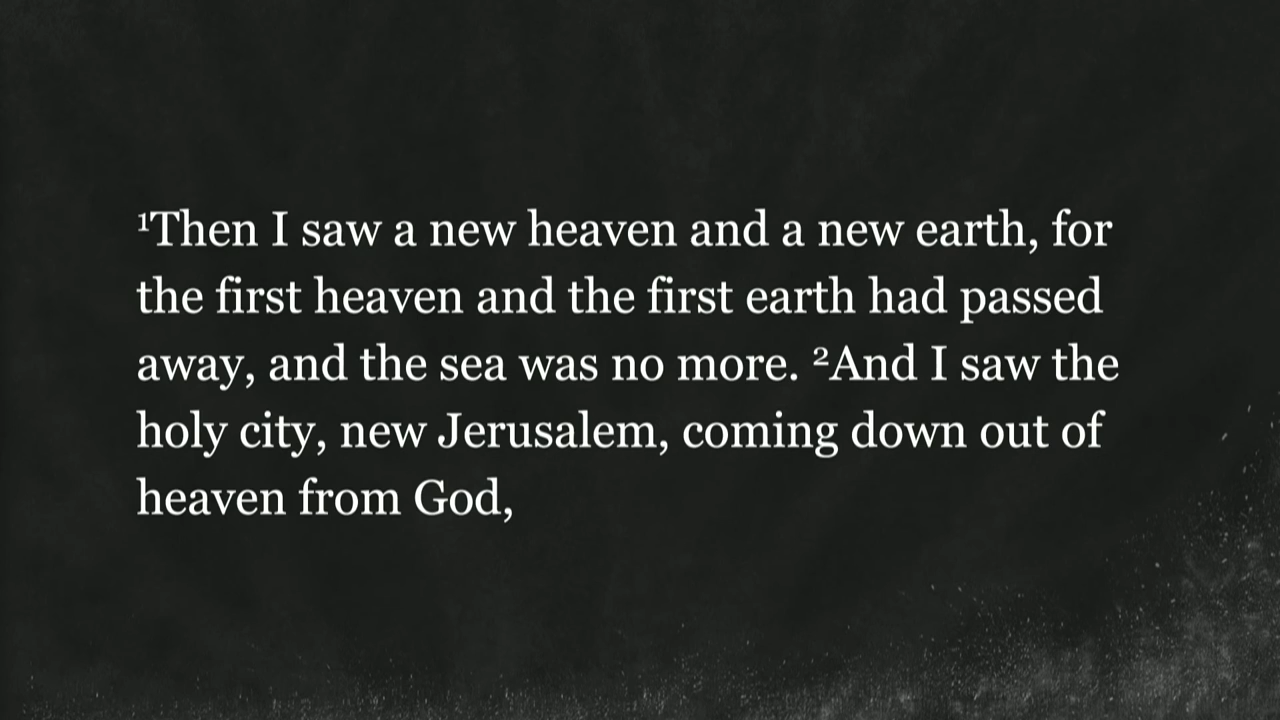 ¹Then I saw a new heaven and a new earth, for
the first heaven and the first earth had passed
away, and the sea was no more. ²And I saw the
holy city, new Jerusalem, coming down out of
heaven from God,